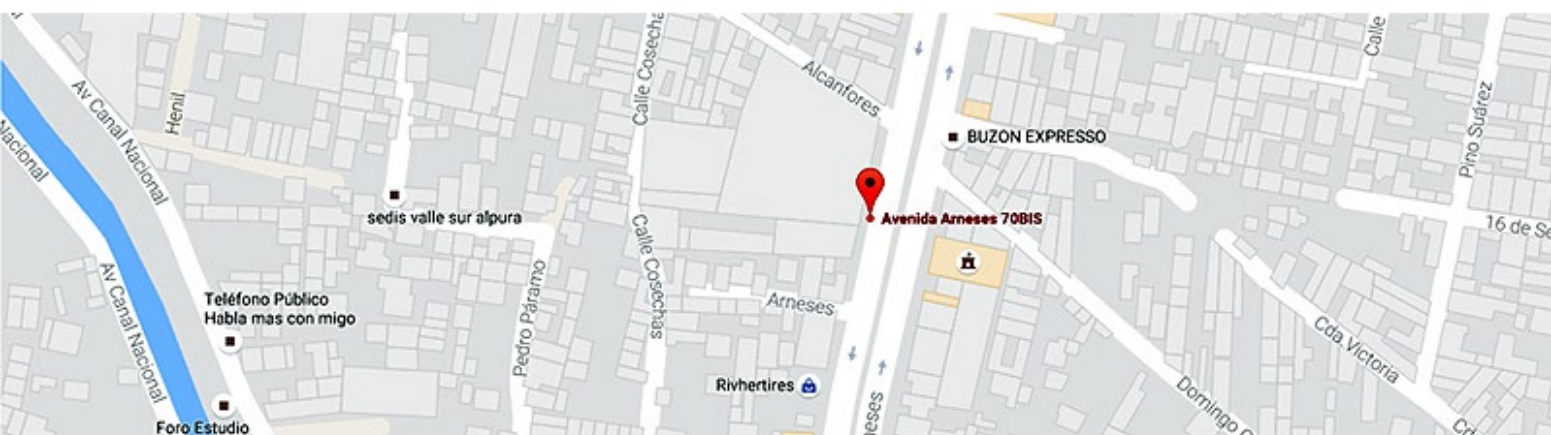 Calle Cosecha
Alcanfores
Calle
Av Canal Nacional
Henil
Pino Suárez
BUZON EXPRESSO
Nacional
sedis valle sur alpura
Avenida Arneses 70BIS
16 de Se
Calle Cosechas
Av Canal Nacional
Teléfono Público
Habla mas con migo
Pedro Páramo
Arneses
Cda.Victoria
Rivhertires
Domingo
neses
Foro Estudio